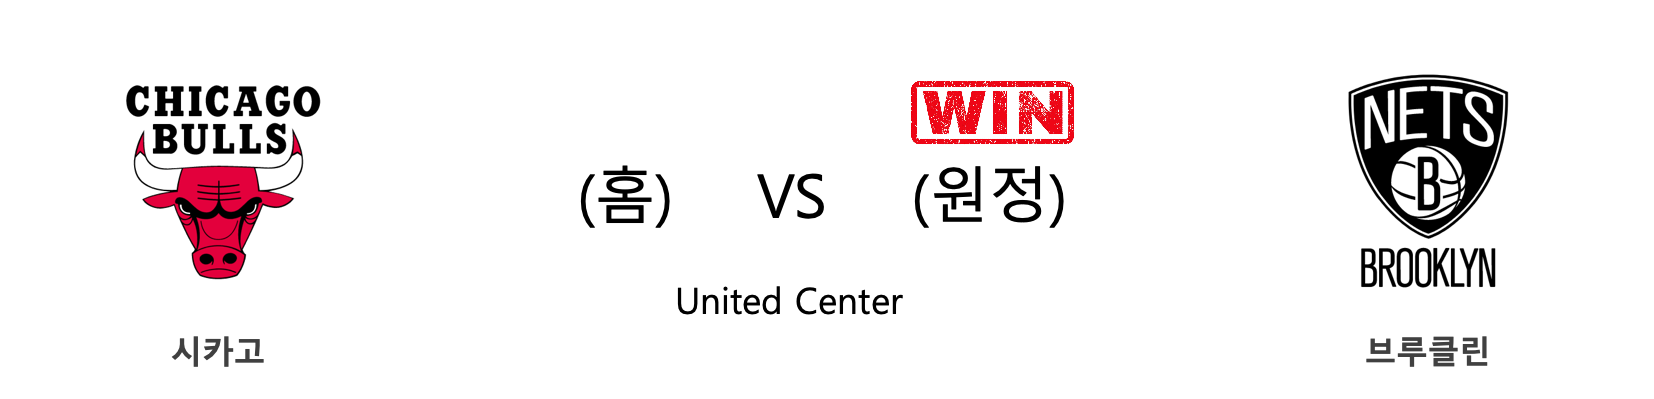 CHICAGO
BULLS
시카고
WIN
(홈) VS (원정)
United Center
NETS
B
BROOKLYN
브루클린